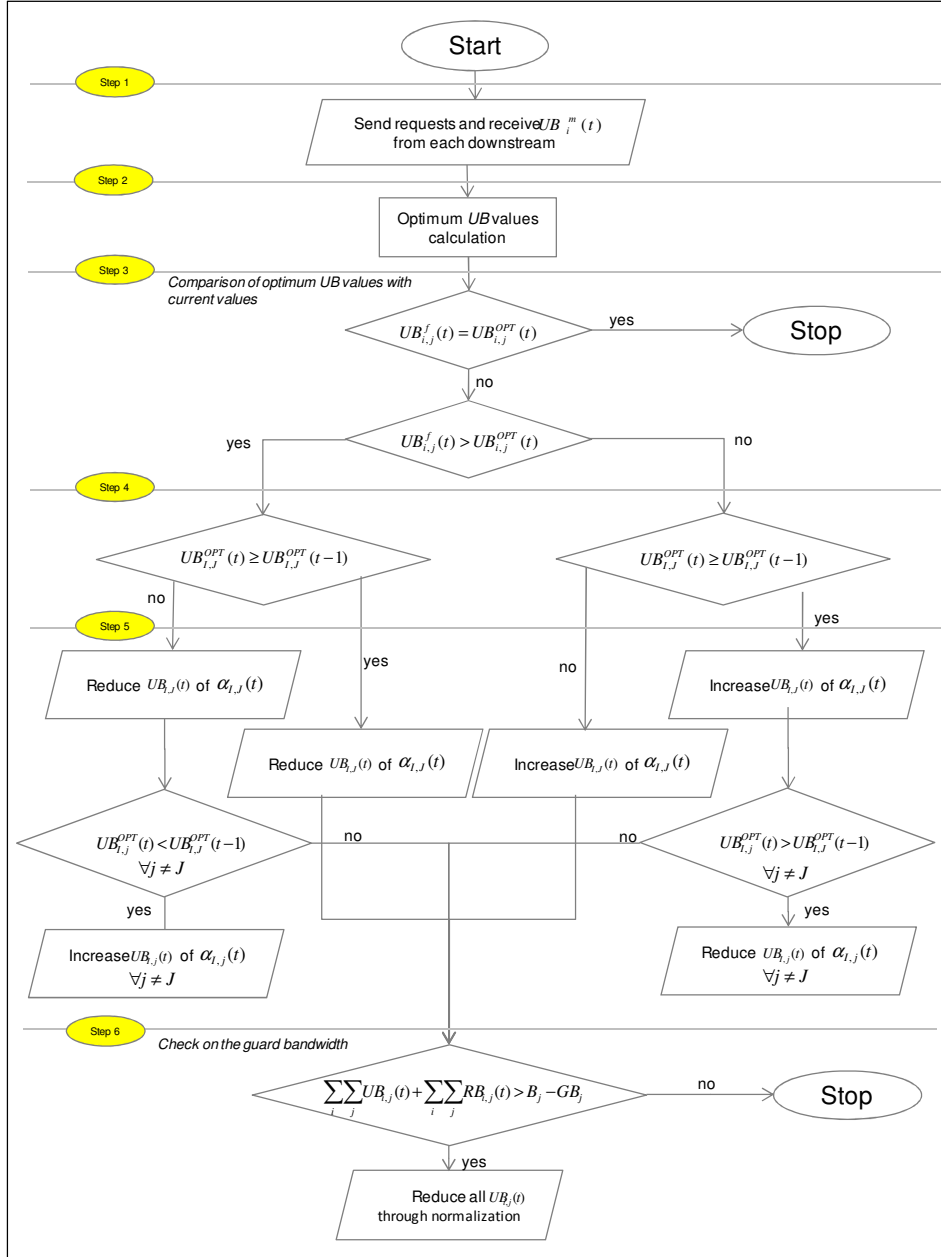 Start
Step 1
Send requests and receive UB_i^m(t)
from each downstream
Step 2
Optimum UB values
calculation
Step 3
Comparison of optimum UB values with
current values
UB_{i,j}^f(t) = UB_{i,j}^{OPT}(t)
yes
Stop
no
UB_{i,j}^f(t) > UB_{i,j}^{OPT}(t)
yes
no
Step 4
UB_{I,J}^{OPT}(t) ≥ UB_{I,J}^{OPT}(t−1)
UB_{I,J}^{OPT}(t) ≥ UB_{I,J}^{OPT}(t−1)
no
yes
Step 5
yes
no
Reduce UB_{I,J}(t) of α_{I,J}(t)
Increase UB_{I,J}(t) of α_{I,J}(t)
Reduce UB_{I,J}(t) of α_{I,J}(t)
Increase UB_{I,J}(t) of α_{I,J}(t)
UB_{I,j}^{OPT}(t) < UB_{I,J}^{OPT}(t−1)
∀j ≠ J
no
no
UB_{I,j}^{OPT}(t) > UB_{I,J}^{OPT}(t−1)
∀j ≠ J
yes
yes
Increase UB_{I,j}(t) of α_{I,j}(t)
∀j ≠ J
Reduce UB_{I,j}(t) of α_{I,j}(t)
∀j ≠ J
Step 6
Check on the guard bandwidth
∑_i ∑_j UB_{i,j}(t) + ∑_i ∑_j RB_{i,j}(t) > B_j − GB_j
no
Stop
yes
Reduce all UB_{i,j}(t)
through normalization